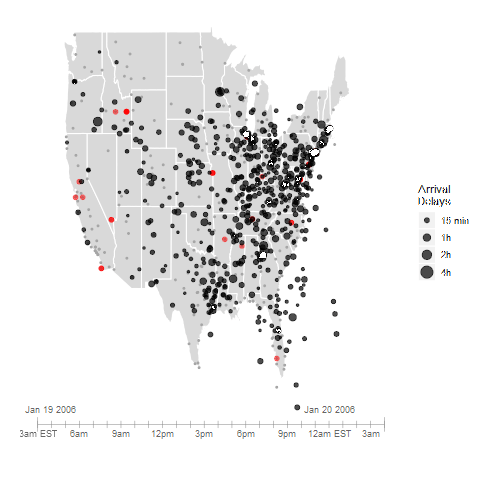 Arrival
Delays
15 min
1h
2h
4h
Jan 19 2006 Jan 20 2006
3am EST 6am 9am 12pm 3pm 6pm 9pm 12am EST 3am